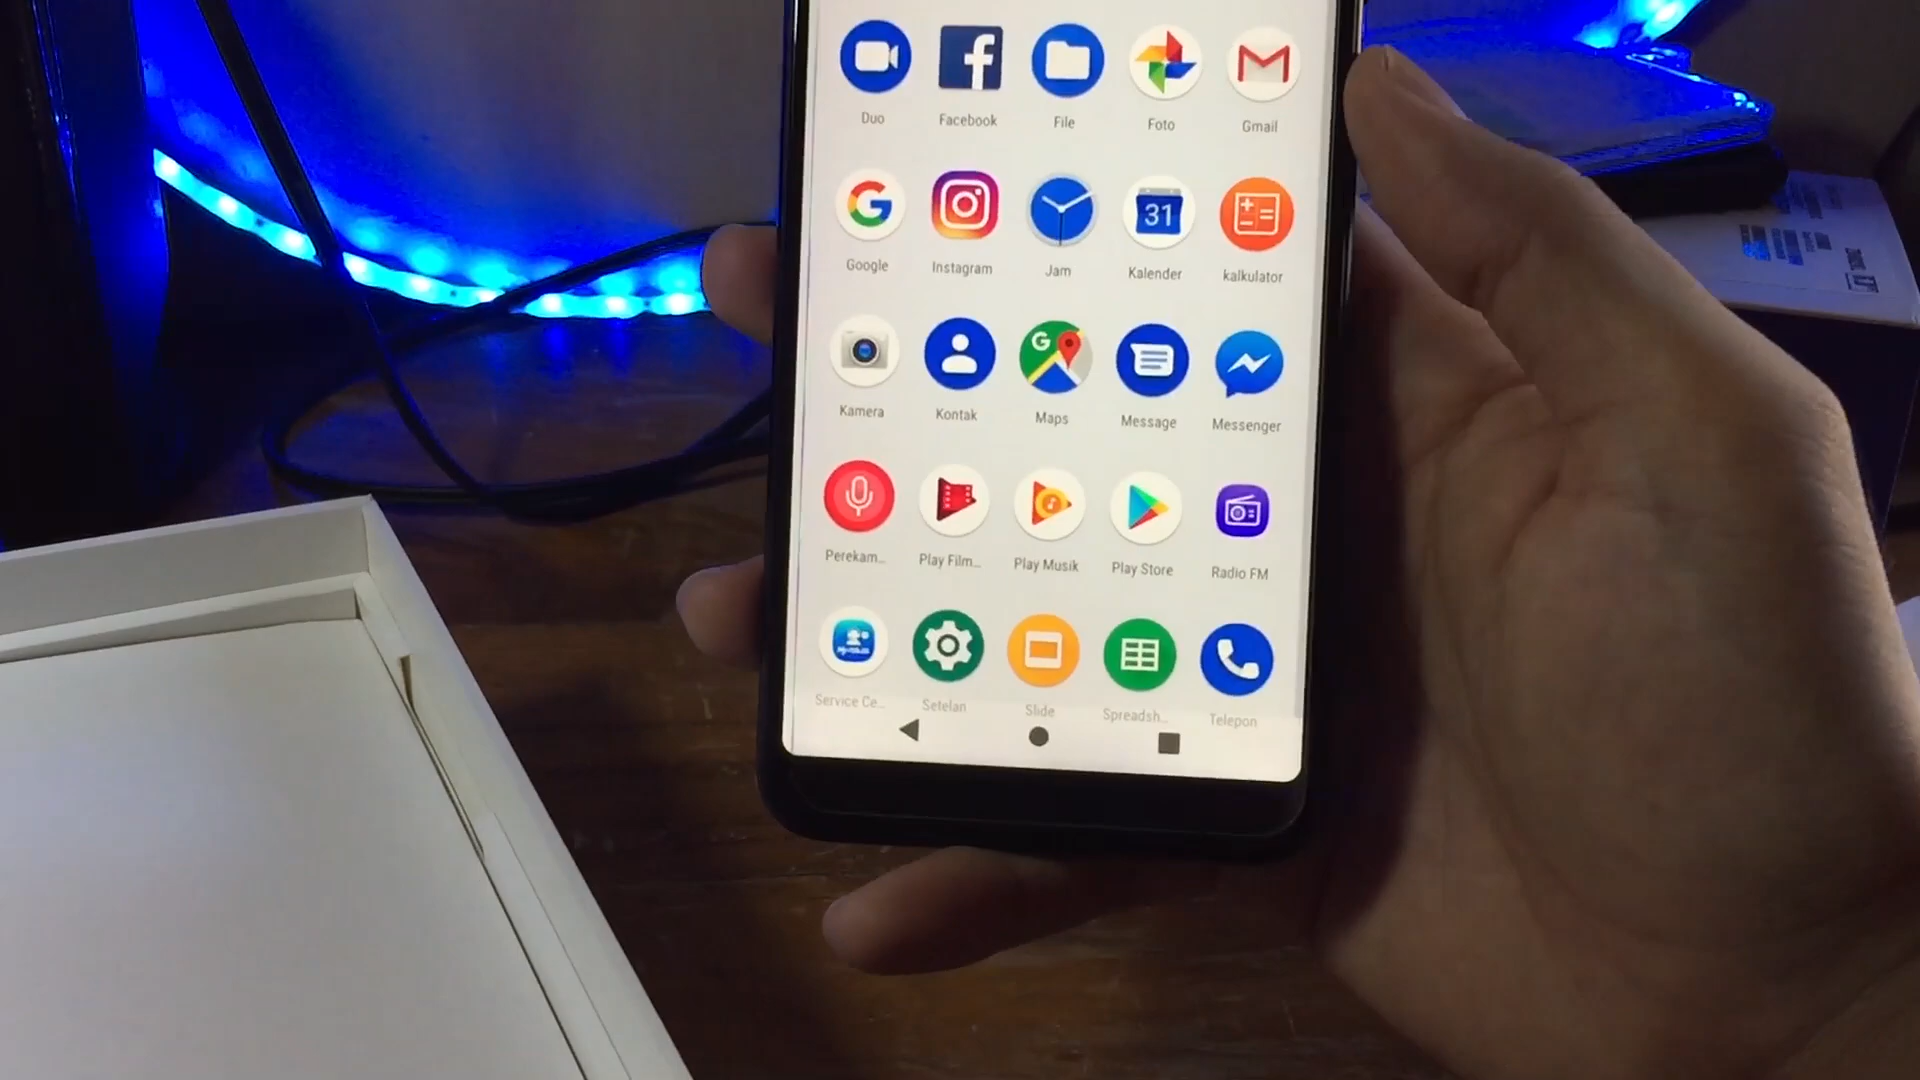 Duo Facebook File Foto Gmail
Google Instagram Jam Kalender kalkulator
31
Kamera Kontak Maps Message Messenger
Perekam... Play Film... Play Musik Play Store Radio FM
Service Ce... Setelan Slide Spreadsh... Telepon